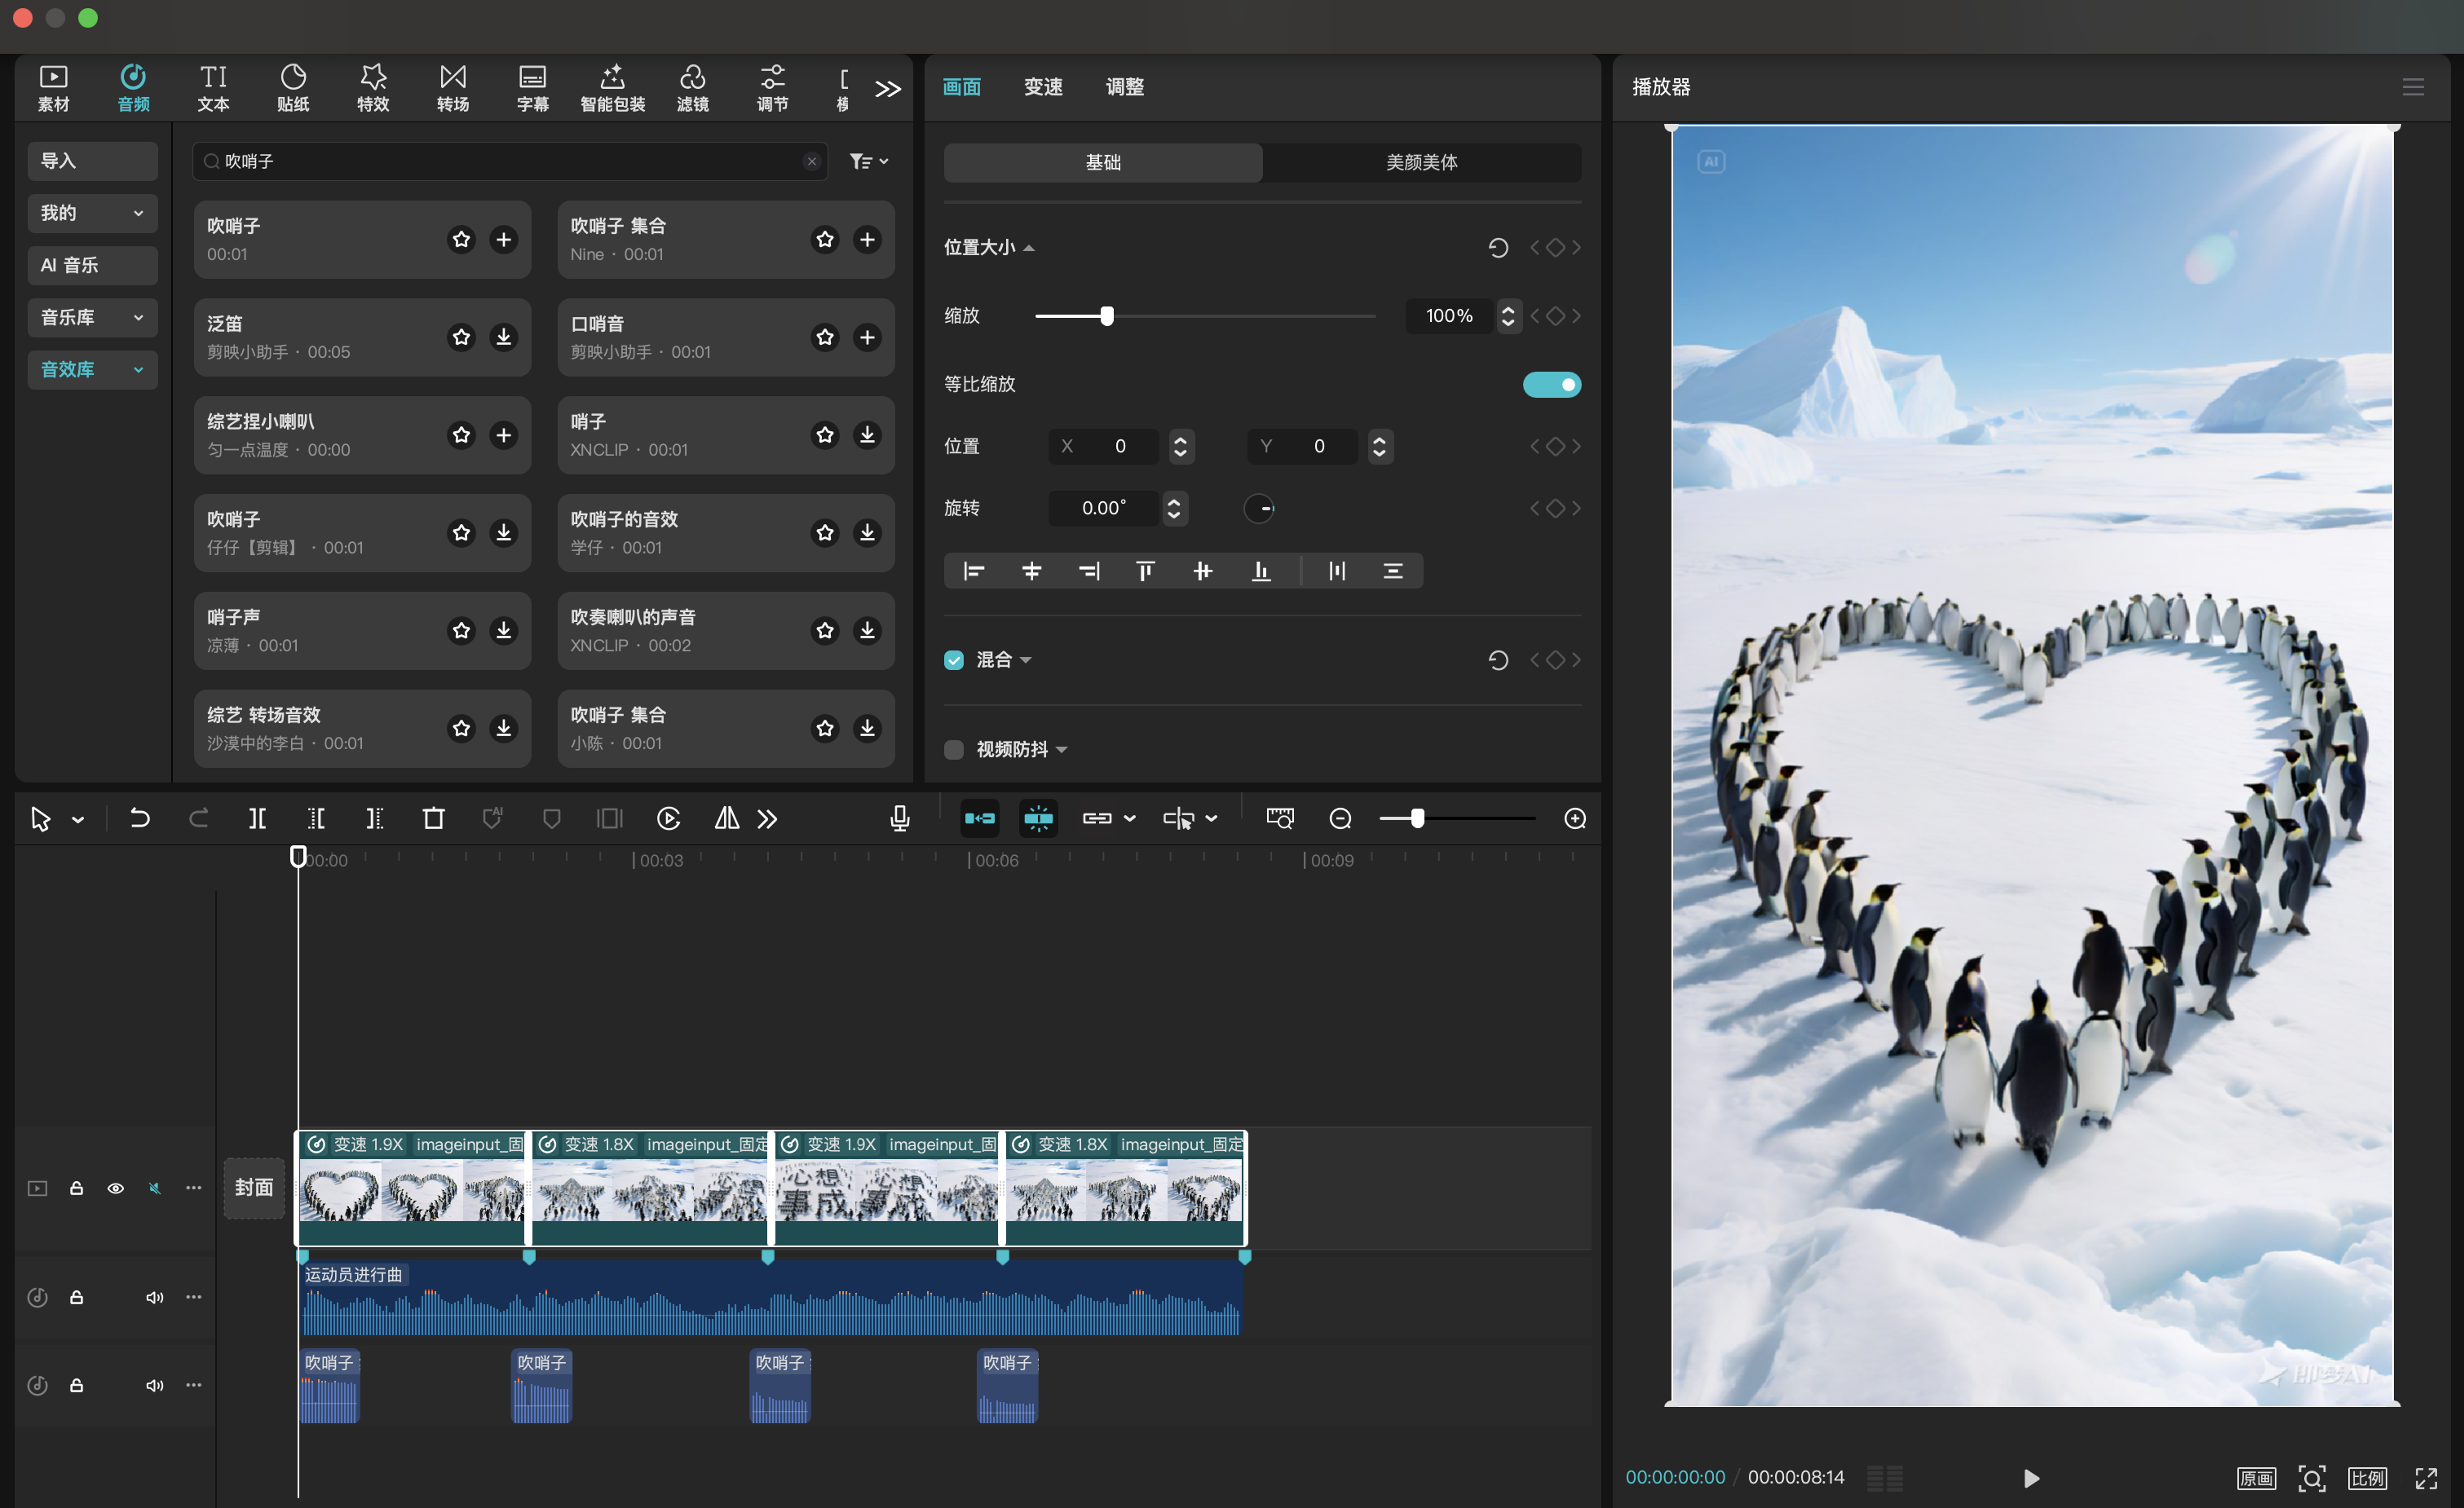 素材
音频
TI
文本
贴纸
特效
转场
字幕
智能包装
滤镜
调节
导入
我的
AI 音乐
音乐库
音效库
吹哨子
吹哨子
00:01
吹哨子 集合
Nine · 00:01
泛笛
剪映小助手 · 00:05
口哨音
剪映小助手 · 00:01
综艺捏小喇叭
匀一点温度 · 00:00
哨子
XNCLIP · 00:01
吹哨子
仔仔【剪辑】 · 00:01
吹哨子的音效
学仔 · 00:01
哨子声
凉薄 · 00:01
吹奏喇叭的声音
XNCLIP · 00:02
综艺 转场音效
沙漠中的李白 · 00:01
吹哨子 集合
小陈 · 00:01
画面
变速
调整
基础
美颜美体
位置大小
缩放
100%
等比缩放
位置
X 0
Y 0
旋转
0.00°
混合
视频防抖
播放器
AI
即梦AI
00:00:00:00 / 00:00:08:14
原画
比例
AI
00:00
00:03
00:06
00:09
封面
变速 1.9X imageinput_固
变速 1.8X imageinput_固定
变速 1.9X imageinput_固
变速 1.8X imageinput_固定
心想
事成
心想
运动员进行曲
吹哨子
吹哨子
吹哨子
吹哨子